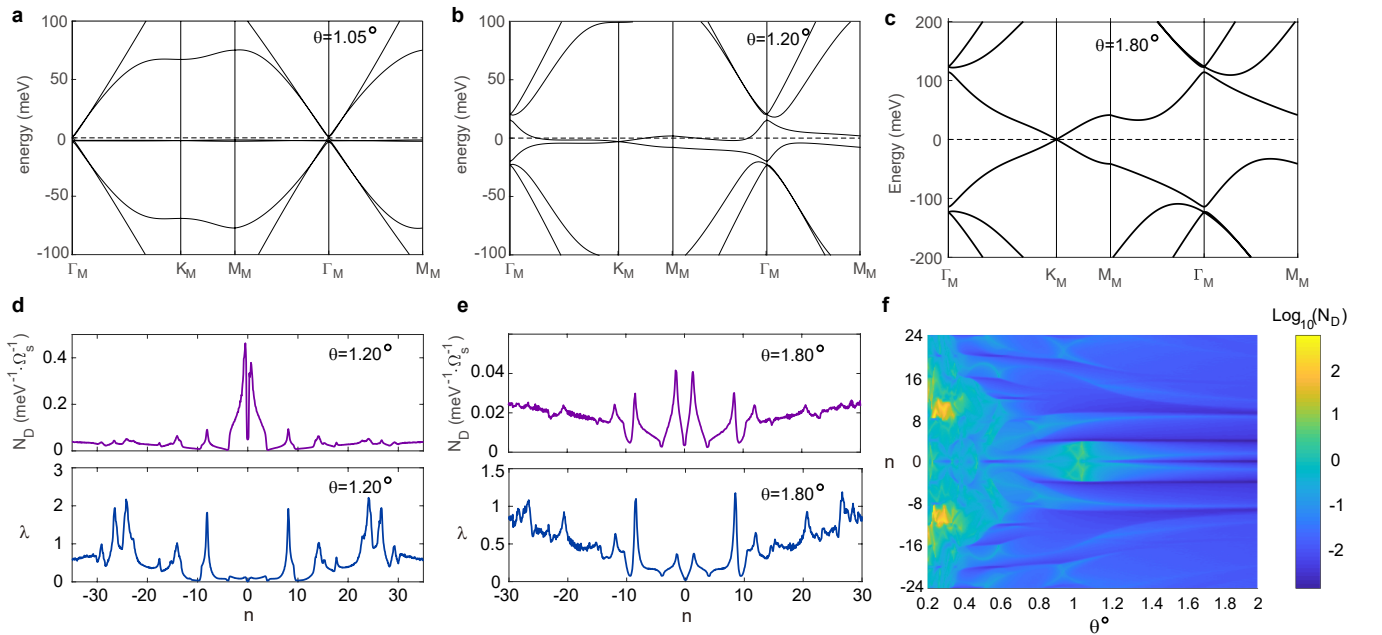 a
θ=1.05°
energy (meV)
100
50
0
-50
-100
Γ_M
K_M
M_M
Γ_M
M_M
b
θ=1.20°
energy (meV)
100
50
0
-50
-100
Γ_M
K_M
M_M
Γ_M
M_M
c
θ=1.80°
Energy (meV)
200
100
0
-100
-200
Γ_M
K_M
M_M
Γ_M
M_M
d
θ=1.20°
N_D (meV⁻¹·Ω_s⁻¹)
0.4
0.2
0
θ=1.20°
λ
3
2
1
0
-30 -20 -10 0 10 20 30
n
e
θ=1.80°
N_D (meV⁻¹·Ω_s⁻¹)
0.04
0.02
0
θ=1.80°
λ
1.5
1
0.5
0
-30 -20 -10 0 10 20 30
n
f
Log₁₀(N_D)
24
16
8
n 0
-8
-16
-24
0.2 0.4 0.6 0.8 1 1.2 1.4 1.6 1.8 2
θ°
2
1
0
-1
-2